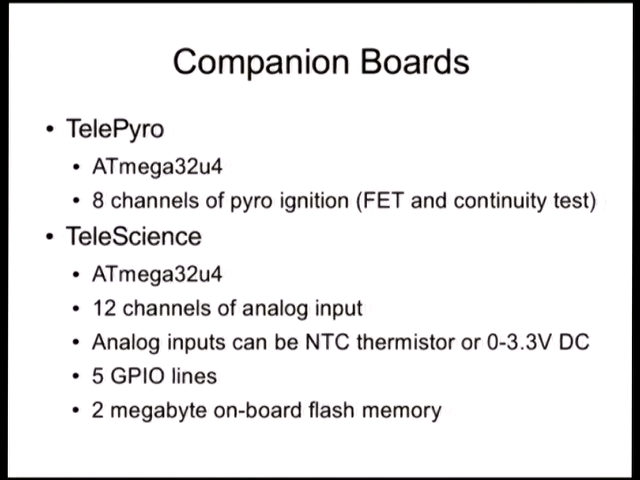 Companion Boards
• TelePyro
• ATmega32u4
• 8 channels of pyro ignition (FET and continuity test)
• TeleScience
• ATmega32u4
• 12 channels of analog input
• Analog inputs can be NTC thermistor or 0-3.3V DC
• 5 GPIO lines
• 2 megabyte on-board flash memory